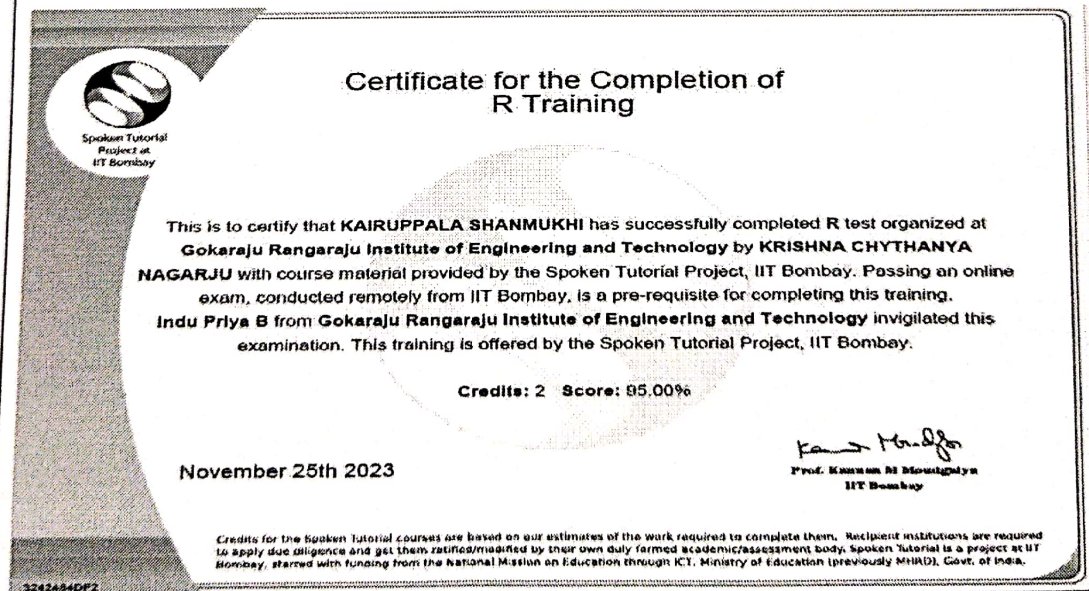 Spoken Tutorial
Project at
IIT Bombay
Certificate for the Completion of
R Training
This is to certify that KAIRUPPALA SHANMUKHI has successfully completed R test organized at
Gokaraju Rangaraju Institute of Engineering and Technology by KRISHNA CHYTHANYA
NAGARJU with course material provided by the Spoken Tutorial Project, IIT Bombay. Passing an online
exam, conducted remotely from IIT Bombay, is a pre-requisite for completing this training.
Indu Priya B from Gokaraju Rangaraju Institute of Engineering and Technology invigilated this
examination. This training is offered by the Spoken Tutorial Project, IIT Bombay.
Credits: 2 Score: 95.00%
November 25th 2023
Prof. Kannan M Moudgalya
IIT Bombay
Credits for the Spoken Tutorial courses are based on our estimates of the work required to complete them. Recipient institutions are required
to apply due diligence and get them ratified/modified by their own duly formed academic/assessment body. Spoken Tutorial is a project at IIT
Bombay, started with funding from the National Mission on Education through ICT, Ministry of Education (previously MHRD), Govt. of India.